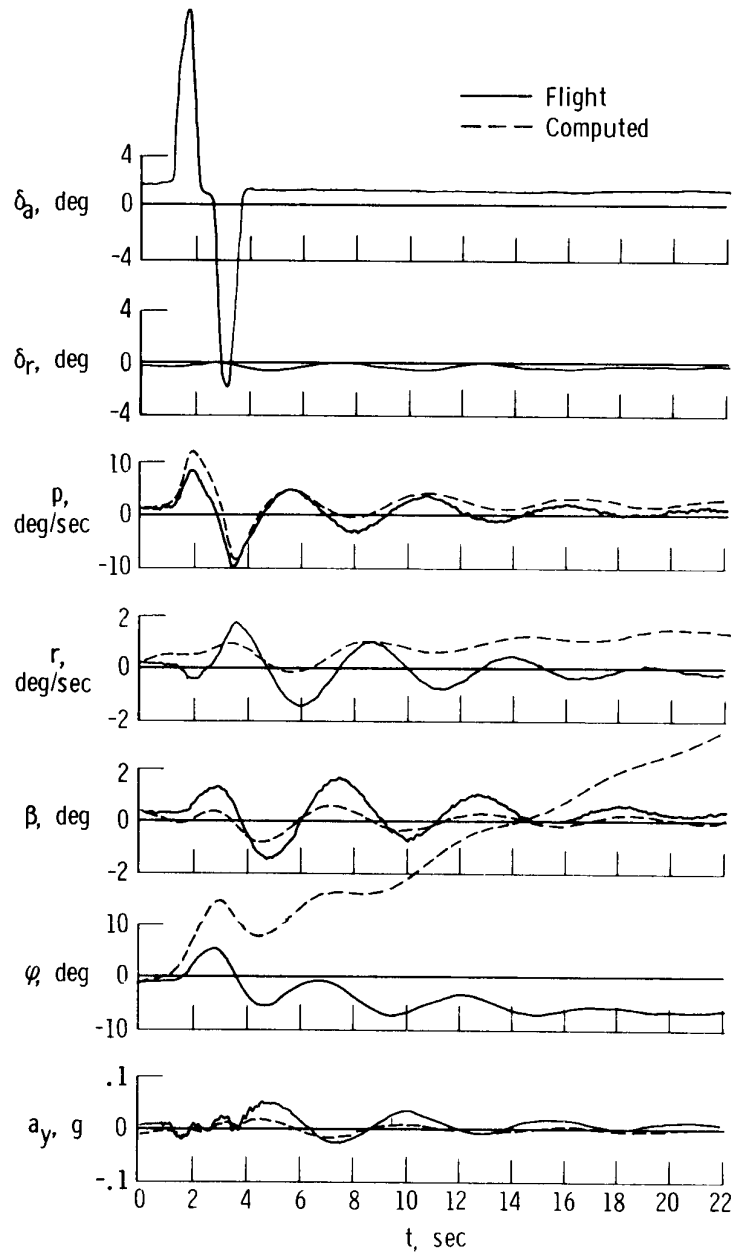 Flight
Computed
4
δa, deg
0
-4
4
δr, deg
0
-4
10
p,
0
deg/sec
-10
2
r,
0
deg/sec
-2
2
β, deg
0
-2
10
φ, deg
0
-10
.1
ay, g
0
-.1
0 2 4 6 8 10 12 14 16 18 20 22
t, sec